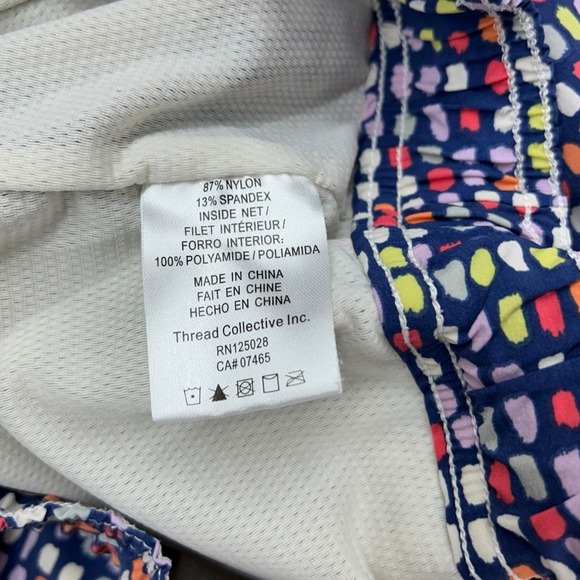 87% NYLON
13% SPANDEX
INSIDE NET /
FILET INTÉRIEUR /
FORRO INTERIOR:
100% POLYAMIDE / POLIAMIDA
MADE IN CHINA
FAIT EN CHINE
HECHO EN CHINA
Thread Collective Inc.
RN125028
CA# 07465